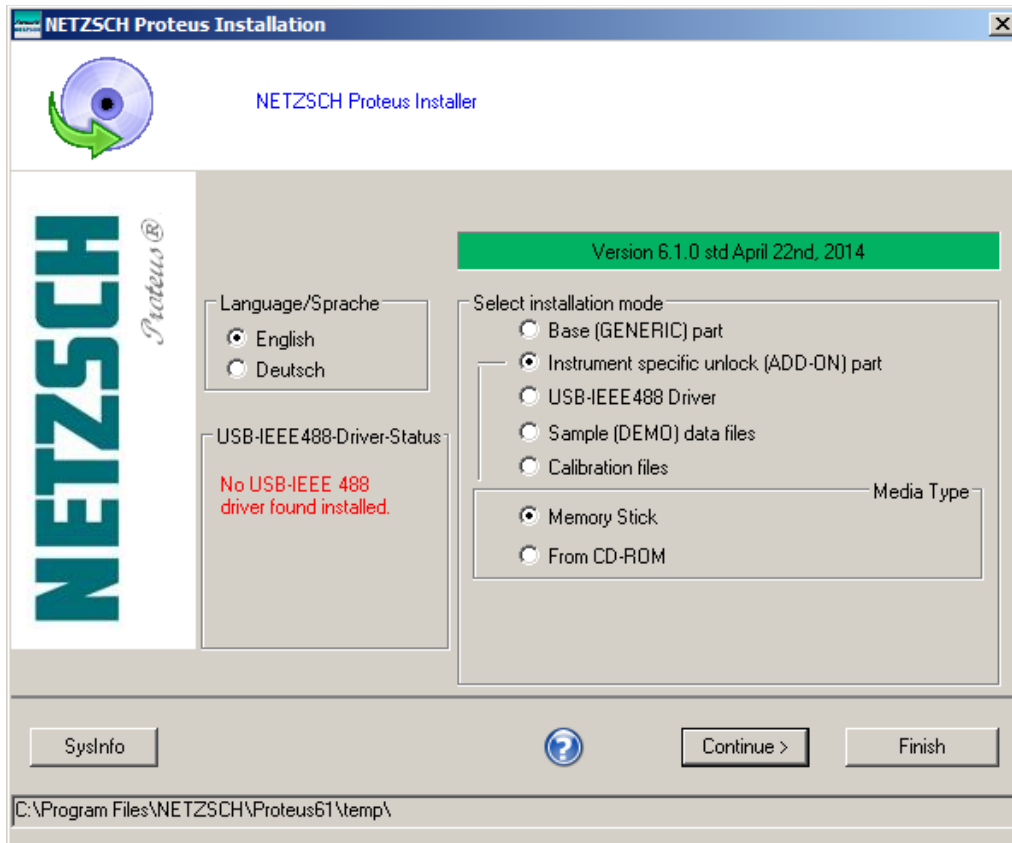 NETZSCH Proteus Installation
NETZSCH Proteus Installer
NETZSCH
Proteus®
Version 6.1.0 std April 22nd, 2014
Language/Sprache
English
Deutsch
USB-IEEE488-Driver-Status
No USB-IEEE 488
driver found installed.
Select installation mode
Base (GENERIC) part
Instrument specific unlock (ADD-ON) part
USB-IEEE488 Driver
Sample (DEMO) data files
Calibration files
Media Type
Memory Stick
From CD-ROM
SysInfo
?
Continue >
Finish
C:\Program Files\NETZSCH\Proteus61\temp\